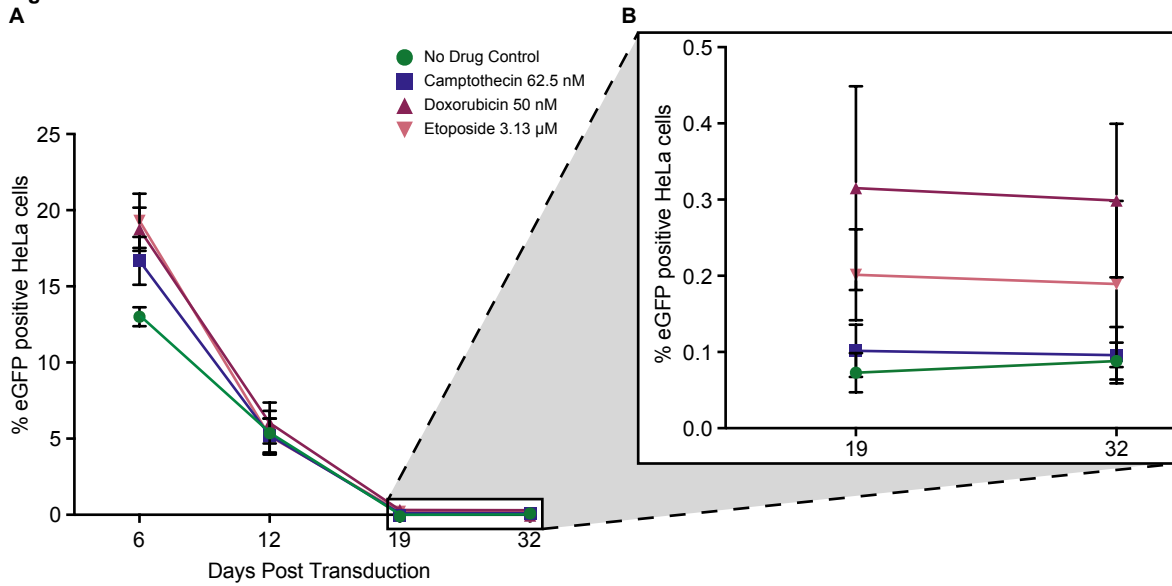 A
No Drug Control
Camptothecin 62.5 nM
Doxorubicin 50 nM
Etoposide 3.13 µM
% eGFP positive HeLa cells
25
20
15
10
5
0
6 12 19 32
Days Post Transduction
B
% eGFP positive HeLa cells
0.5
0.4
0.3
0.2
0.1
0.0
19 32